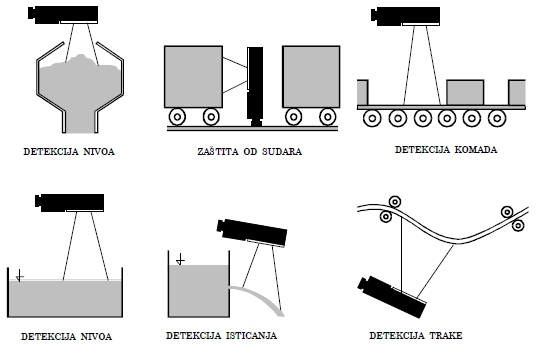 DETEKCIJA NIVOA
ZAŠTITA OD SUDARA
DETEKCIJA KOMADA
DETEKCIJA NIVOA
DETEKCIJA ISTICANJA
DETEKCIJA TRAKE